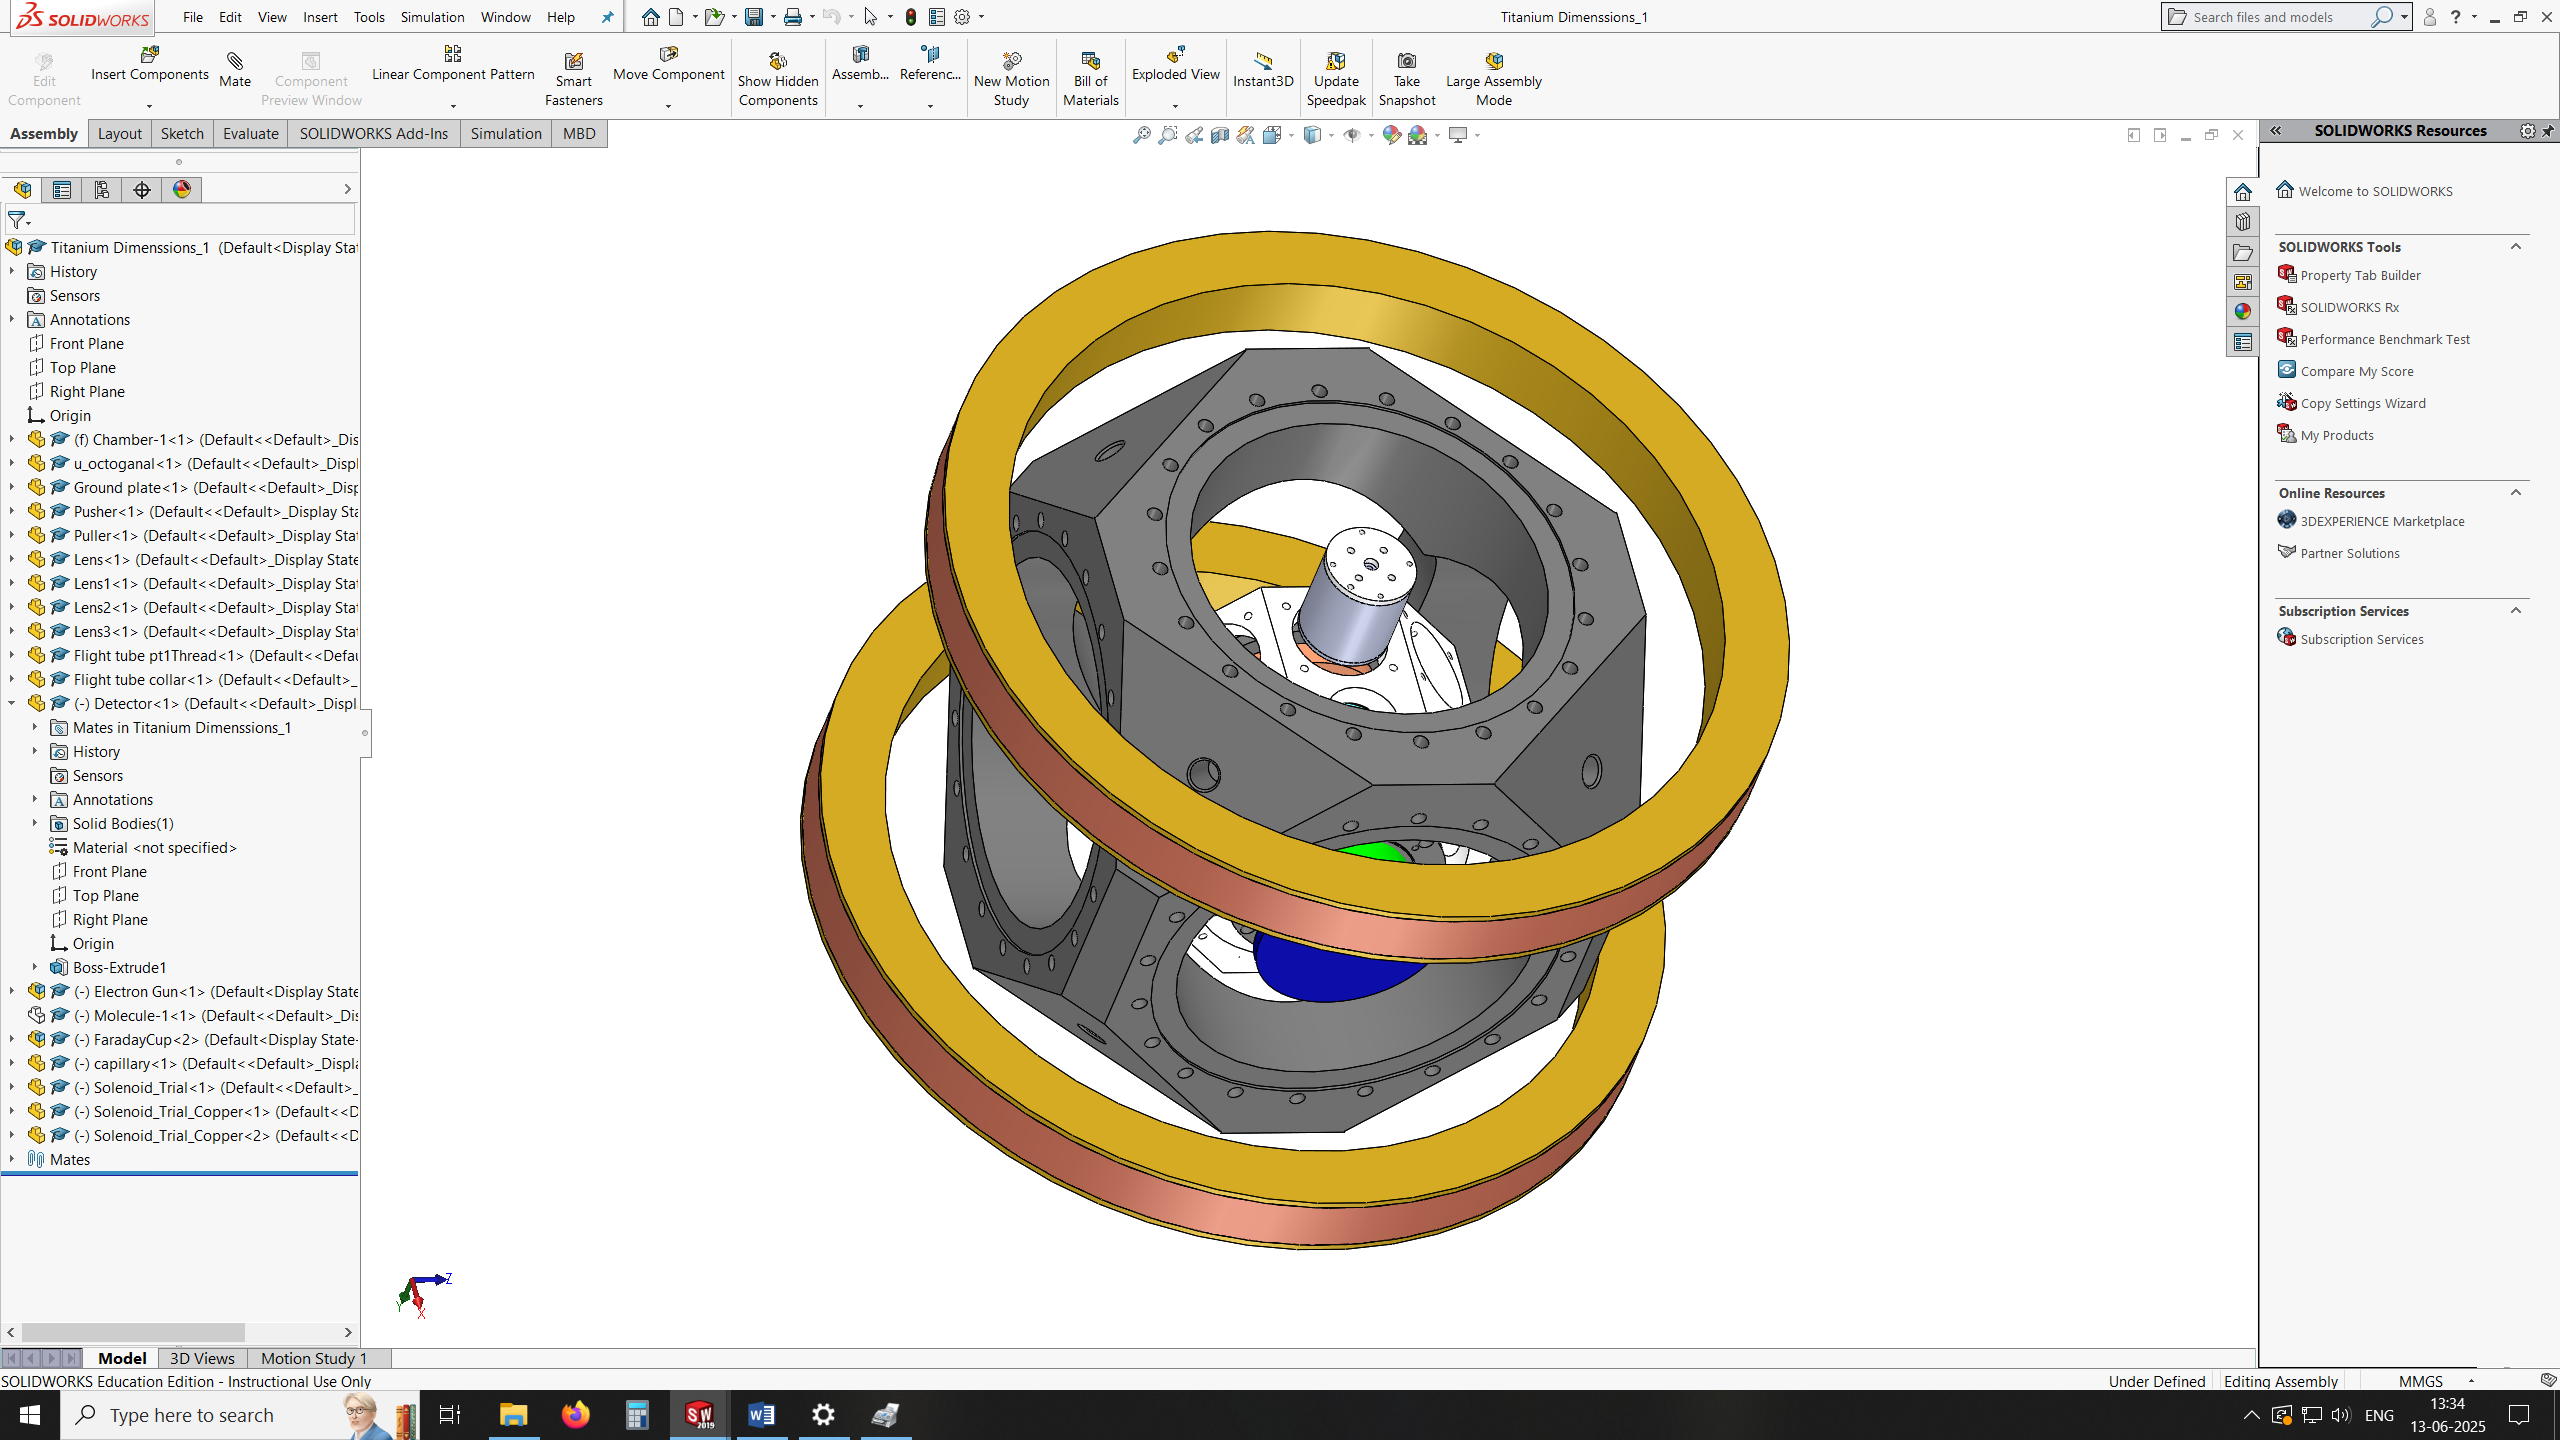 SOLIDWORKS
File Edit View Insert Tools Simulation Window Help
Titanium Dimenssions_1
Search files and models
Edit Component
Insert Components
Mate
Component Preview Window
Linear Component Pattern
Smart Fasteners
Move Component
Show Hidden Components
Assemb...
Referenc...
New Motion Study
Bill of Materials
Exploded View
Instant3D
Update Speedpak
Take Snapshot
Large Assembly Mode
Assembly Layout Sketch Evaluate SOLIDWORKS Add-Ins Simulation MBD
Titanium Dimenssions_1 (Default<Display Sta
History
Sensors
Annotations
Front Plane
Top Plane
Right Plane
Origin
(f) Chamber-1<1> (Default<<Default>_Dis
u_octoganal<1> (Default<<Default>_Displ
Ground plate<1> (Default<<Default>_Disp
Pusher<1> (Default<<Default>_Display Sta
Puller<1> (Default<<Default>_Display Stat
Lens<1> (Default<<Default>_Display State
Lens1<1> (Default<<Default>_Display Stat
Lens2<1> (Default<<Default>_Display Stat
Lens3<1> (Default<<Default>_Display Stat
Flight tube pt1Thread<1> (Default<<Defau
Flight tube collar<1> (Default<<Default>_
(-) Detector<1> (Default<<Default>_Displ
Mates in Titanium Dimenssions_1
History
Sensors
Annotations
Solid Bodies(1)
Material <not specified>
Front Plane
Top Plane
Right Plane
Origin
Boss-Extrude1
(-) Electron Gun<1> (Default<Display State
(-) Molecule-1<1> (Default<<Default>_Dis
(-) FaradayCup<2> (Default<Display State-
(-) capillary<1> (Default<<Default>_Displa
(-) Solenoid_Trial<1> (Default<<Default>_
(-) Solenoid_Trial_Copper<1> (Default<<D
(-) Solenoid_Trial_Copper<2> (Default<<D
Mates
Z
Y
X
SOLIDWORKS Resources
Welcome to SOLIDWORKS
SOLIDWORKS Tools
Property Tab Builder
SOLIDWORKS Rx
Performance Benchmark Test
Compare My Score
Copy Settings Wizard
My Products
Online Resources
3DEXPERIENCE Marketplace
Partner Solutions
Subscription Services
Subscription Services
Model 3D Views Motion Study 1
SOLIDWORKS Education Edition - Instructional Use Only
Under Defined Editing Assembly MMGS
Type here to search
SW 2019
ENG
13:34
13-06-2025